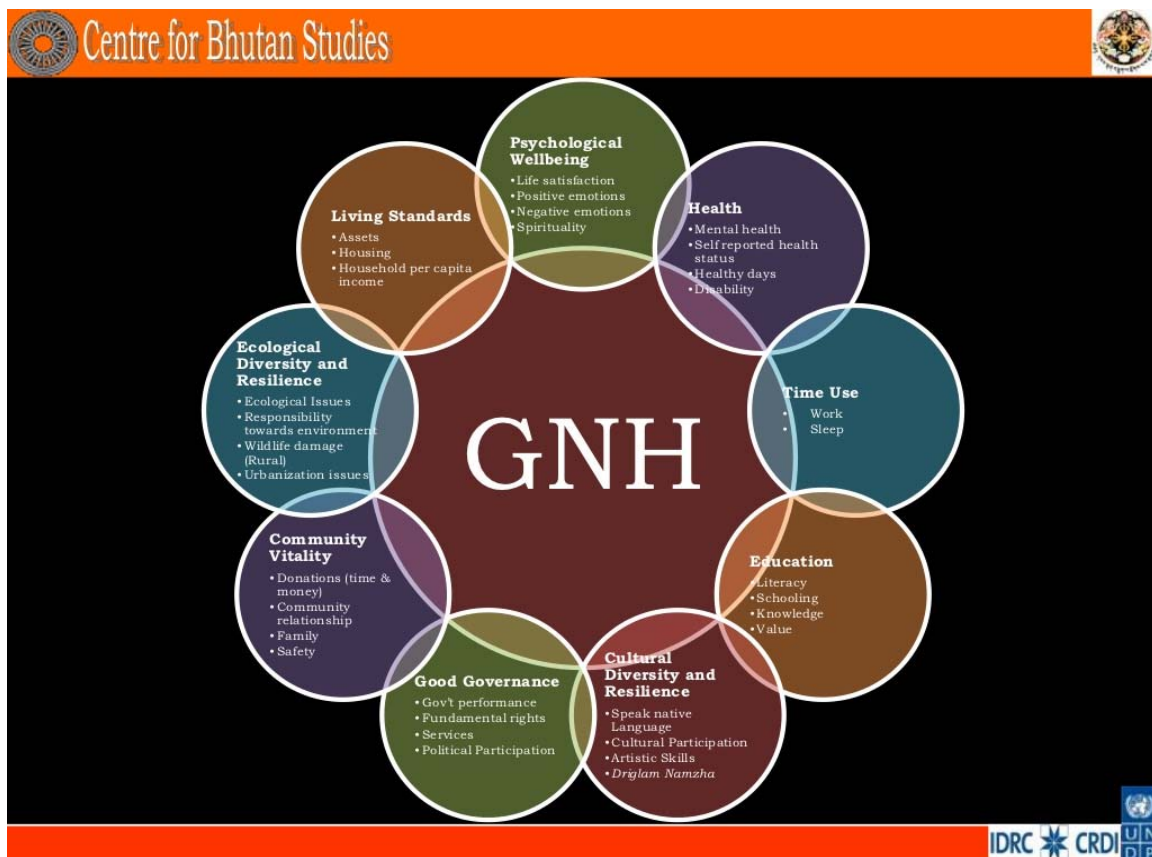 Centre for Bhutan Studies
Psychological
Wellbeing
•Life satisfaction
•Positive emotions
•Negative emotions
•Spirituality
Health
•Mental health
•Self reported health
status
•Healthy days
•Disability
Time Use
• Work
• Sleep
Education
•Literacy
•Schooling
•Knowledge
•Value
Cultural
Diversity and
Resilience
•Speak native
Language
•Cultural Participation
•Artistic Skills
•Driglam Namzha
Good Governance
•Gov't performance
•Fundamental rights
•Services
•Political Participation
Community
Vitality
•Donations (time &
money)
•Community
relationship
•Family
•Safety
Ecological
Diversity and
Resilience
•Ecological Issues
•Responsibility
towards environment
•Wildlife damage
(Rural)
•Urbanization issues
Living Standards
•Assets
•Housing
•Household per capita
income
GNH
IDRC CRDI
U N
D P